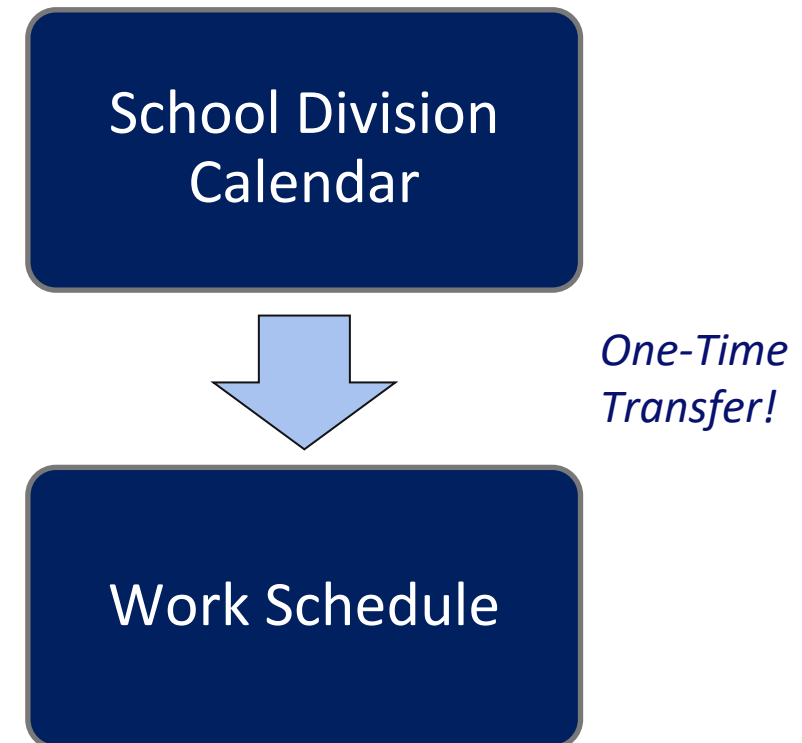 School Division
Calendar
One-Time
Transfer!
Work Schedule